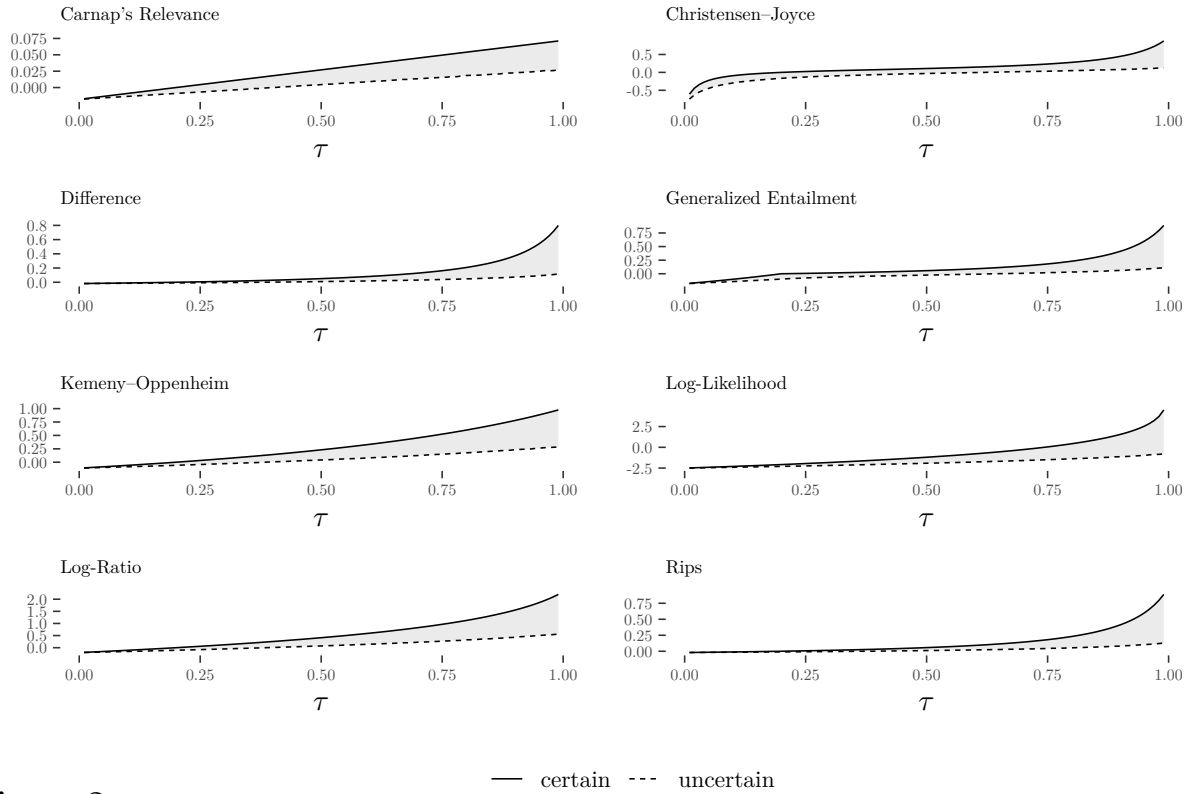 Carnap's Relevance
0.075
0.050
0.025
0.000
0.00 0.25 0.50 0.75 1.00
τ
Christensen–Joyce
0.5
0.0
-0.5
0.00 0.25 0.50 0.75 1.00
τ
Difference
0.8
0.6
0.4
0.2
0.0
0.00 0.25 0.50 0.75 1.00
τ
Generalized Entailment
0.75
0.50
0.25
0.00
0.00 0.25 0.50 0.75 1.00
τ
Kemeny–Oppenheim
1.00
0.75
0.50
0.25
0.00
0.00 0.25 0.50 0.75 1.00
τ
Log-Likelihood
2.5
0.0
-2.5
0.00 0.25 0.50 0.75 1.00
τ
Log-Ratio
2.0
1.5
1.0
0.5
0.0
0.00 0.25 0.50 0.75 1.00
τ
Rips
0.75
0.50
0.25
0.00
0.00 0.25 0.50 0.75 1.00
τ
certain uncertain